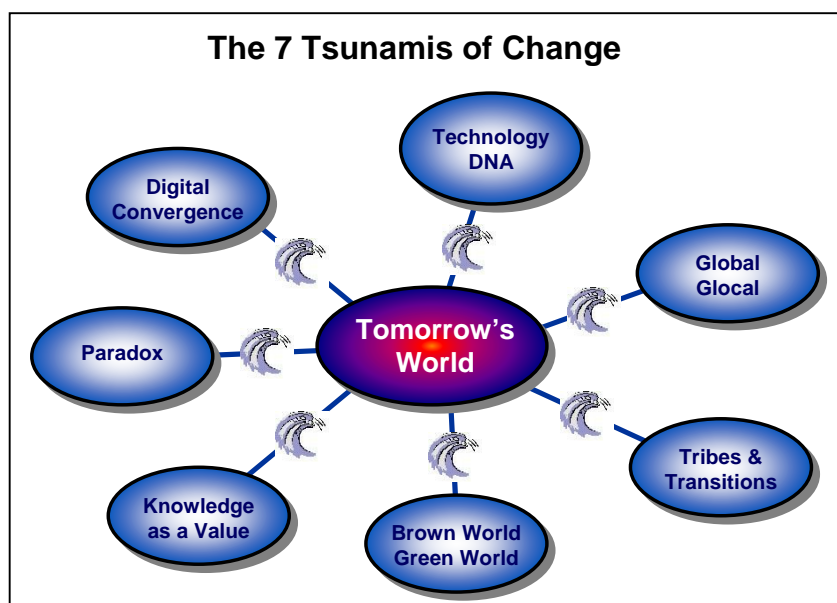 The 7 Tsunamis of Change
Technology
DNA
Digital
Convergence
Global
Glocal
Tomorrow's
World
Paradox
Tribes &
Transitions
Knowledge
as a Value
Brown World
Green World